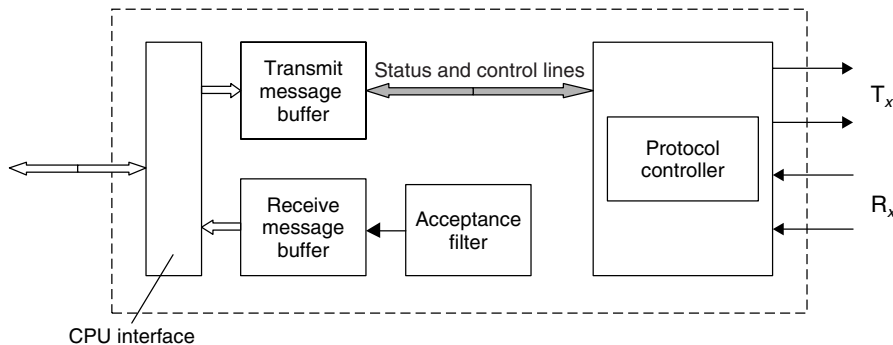 Transmit
message
buffer
Status and control lines
Tx
Protocol
controller
Receive
message
buffer
Acceptance
filter
Rx
CPU interface